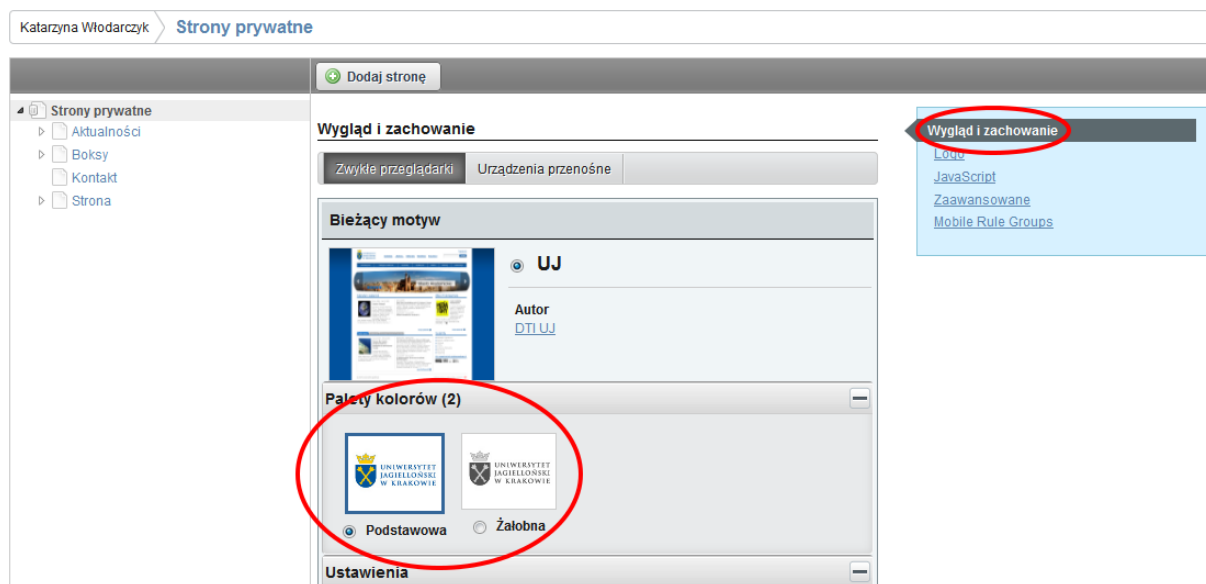 Katarzyna Włodarczyk
Strony prywatne
Dodaj stronę
Strony prywatne
Aktualności
Boksy
Kontakt
Strona
Wygląd i zachowanie
Zwykłe przeglądarki
Urządzenia przenośne
Bieżący motyw
UJ
Autor
DTI UJ
Palety kolorów (2)
UNIWERSYTET
JAGIELLOŃSKI
W KRAKOWIE
UNIWERSYTET
JAGIELLOŃSKI
W KRAKOWIE
Podstawowa
Żałobna
Ustawienia
Wygląd i zachowanie
Logo
JavaScript
Zaawansowane
Mobile Rule Groups